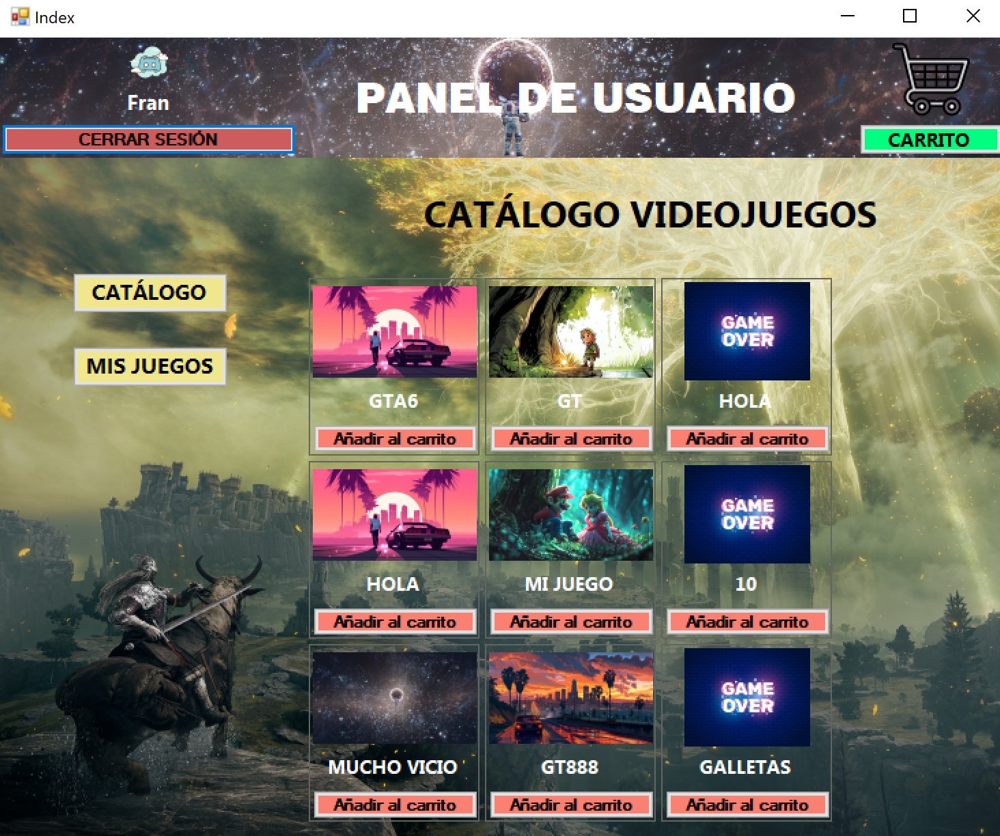 Index
Fran
PANEL DE USUARIO
CERRAR SESIÓN
CARRITO
CATÁLOGO VIDEOJUEGOS
CATÁLOGO
MIS JUEGOS
GAME
OVER
GTA6
GT
HOLA
Añadir al carrito
Añadir al carrito
Añadir al carrito
GAME
OVER
HOLA
MI JUEGO
10
Añadir al carrito
Añadir al carrito
Añadir al carrito
GAME
OVER
MUCHO VICIO
GT888
GALLETAS
Añadir al carrito
Añadir al carrito
Añadir al carrito